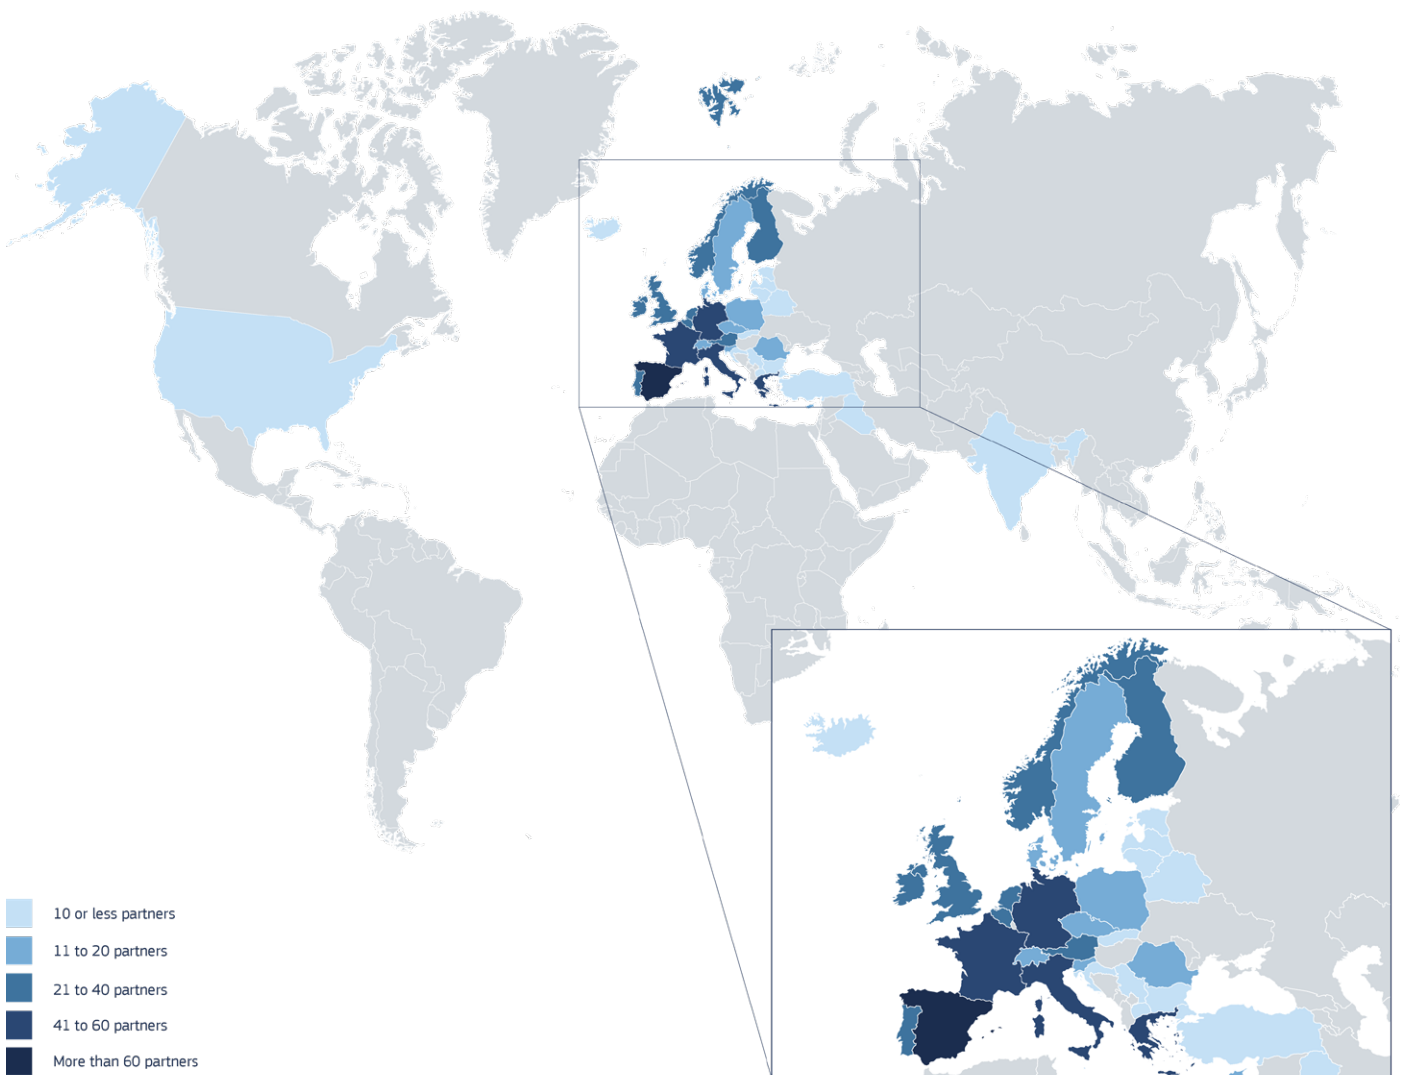 10 or less partners
11 to 20 partners
21 to 40 partners
41 to 60 partners
More than 60 partners